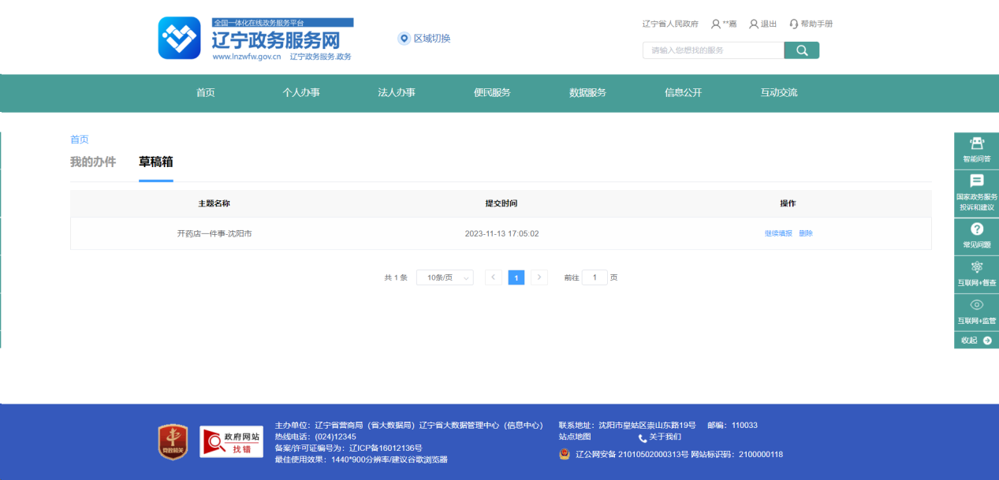 全国一体化在线政务服务平台
辽宁政务服务网
www.lnzwfw.gov.cn 辽宁政务服务.政务
区域切换
辽宁省人民政府 **嘉 退出 帮助手册
请输入您想找的服务
首页 个人办事 法人办事 便民服务 数据服务 信息公开 互动交流
首页
我的办件 草稿箱
主题名称 提交时间 操作
开药店一件事-沈阳市 2023-11-13 17:05:02 继续填报 删除
共 1 条 10条/页 1 前往 1 页
智能问答
国家政务服务
投诉和建议
常见问题
互联网+督查
互联网+监管
收起
党政机关
政府网站
找错
主办单位：辽宁省营商局（省大数据局）辽宁省大数据管理中心（信息中心）
热线电话：(024)12345
备案/许可证编号为：辽ICP备16012136号
最佳使用效果：1440*900分辨率/建议谷歌浏览器
联系地址：沈阳市皇姑区崇山东路19号 邮编：110033
站点地图 关于我们
辽公网安备 21010502000313号 网站标识码：2100000118